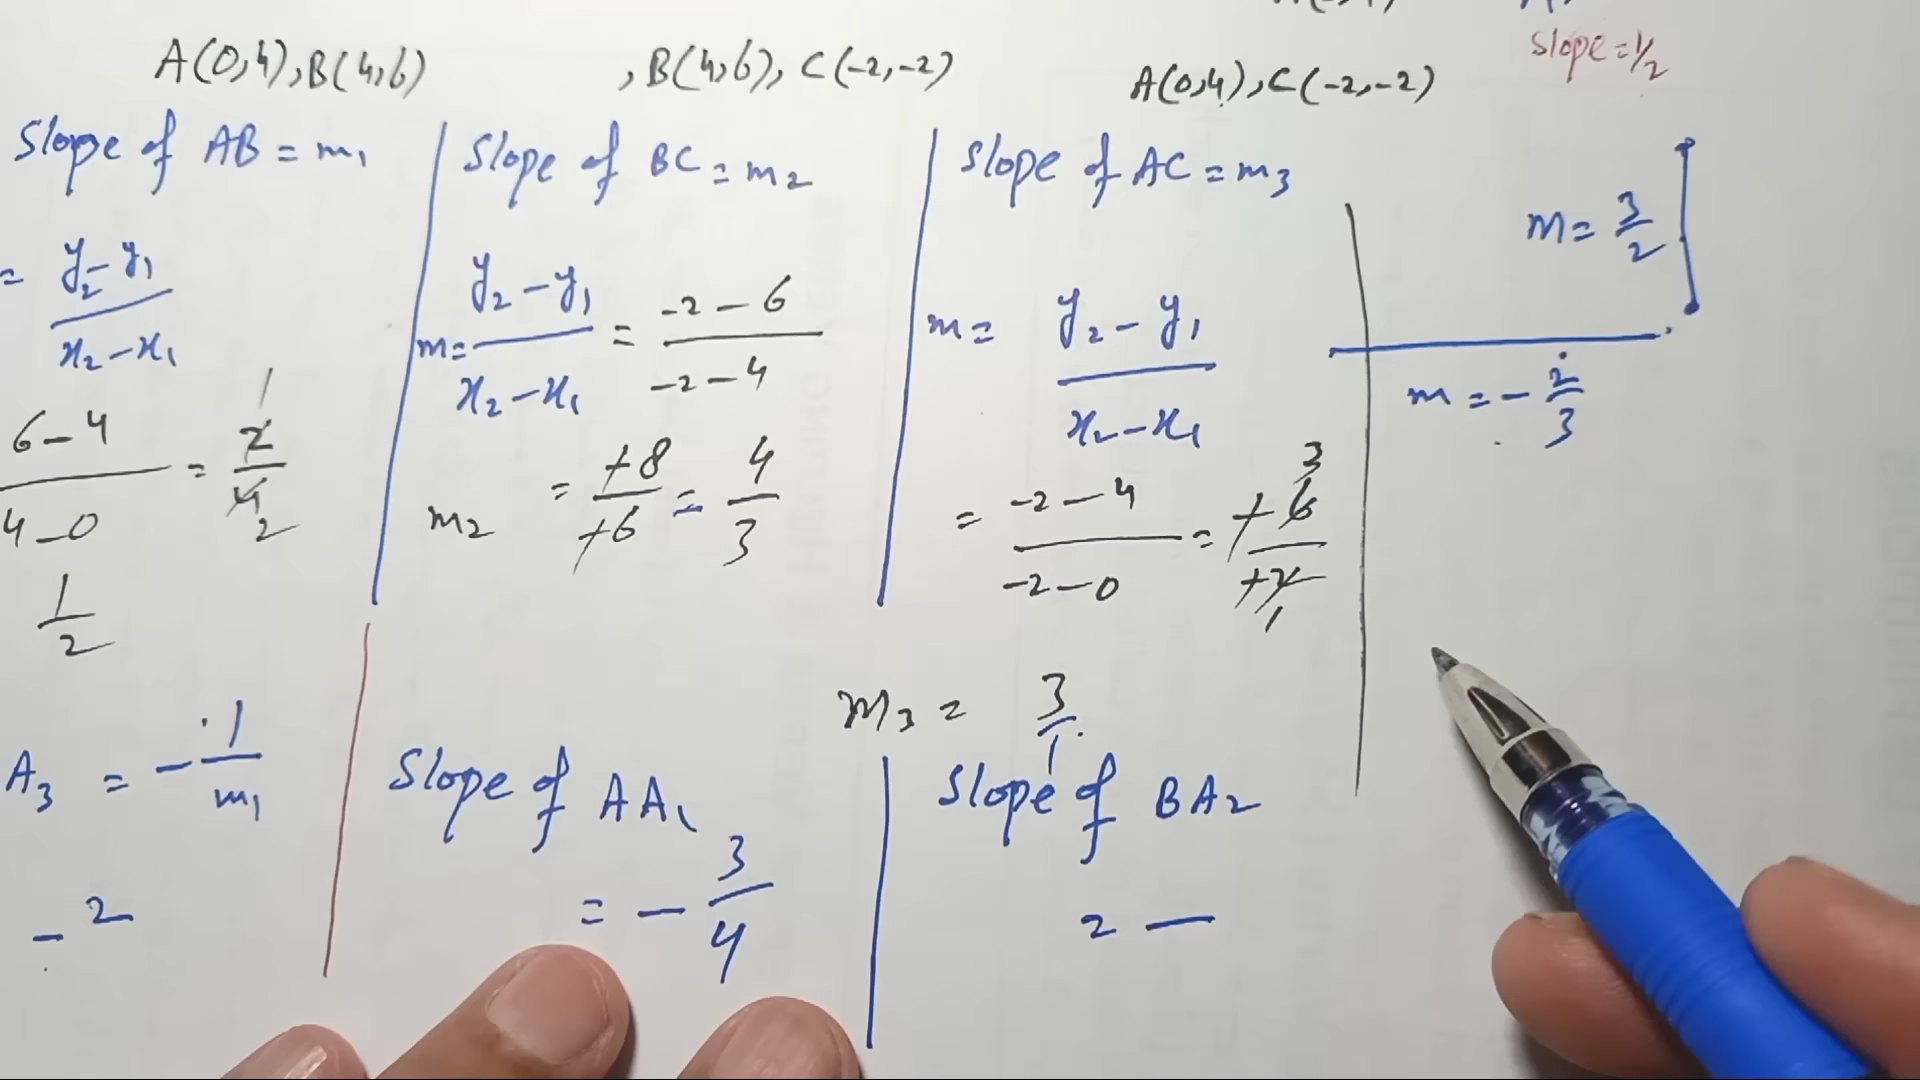 A(0,4), B(4,6)
, B(4,6), C(-2,-2)
A(0,4), C(-2,-2)
Slope = 1/2
Slope of AB = m1
= y2 - y1 / x2 - x1
6 - 4 / 4 - 0 = 2/4 1 2
1/2
Slope of BC = m2
m = y2 - y1 / x2 - x1 = -2 - 6 / -2 - 4
m2 = +8 / +6 = 4/3
Slope of AC = m3
m = y2 - y1 / x2 - x1
= -2 - 4 / -2 - 0 = +6 / +2 3 1
m3 = 3/1
m = 3/2
m = - 2/3
A3 = - 1/m1
- 2
Slope of AA1
= - 3/4
Slope of BA2
= -